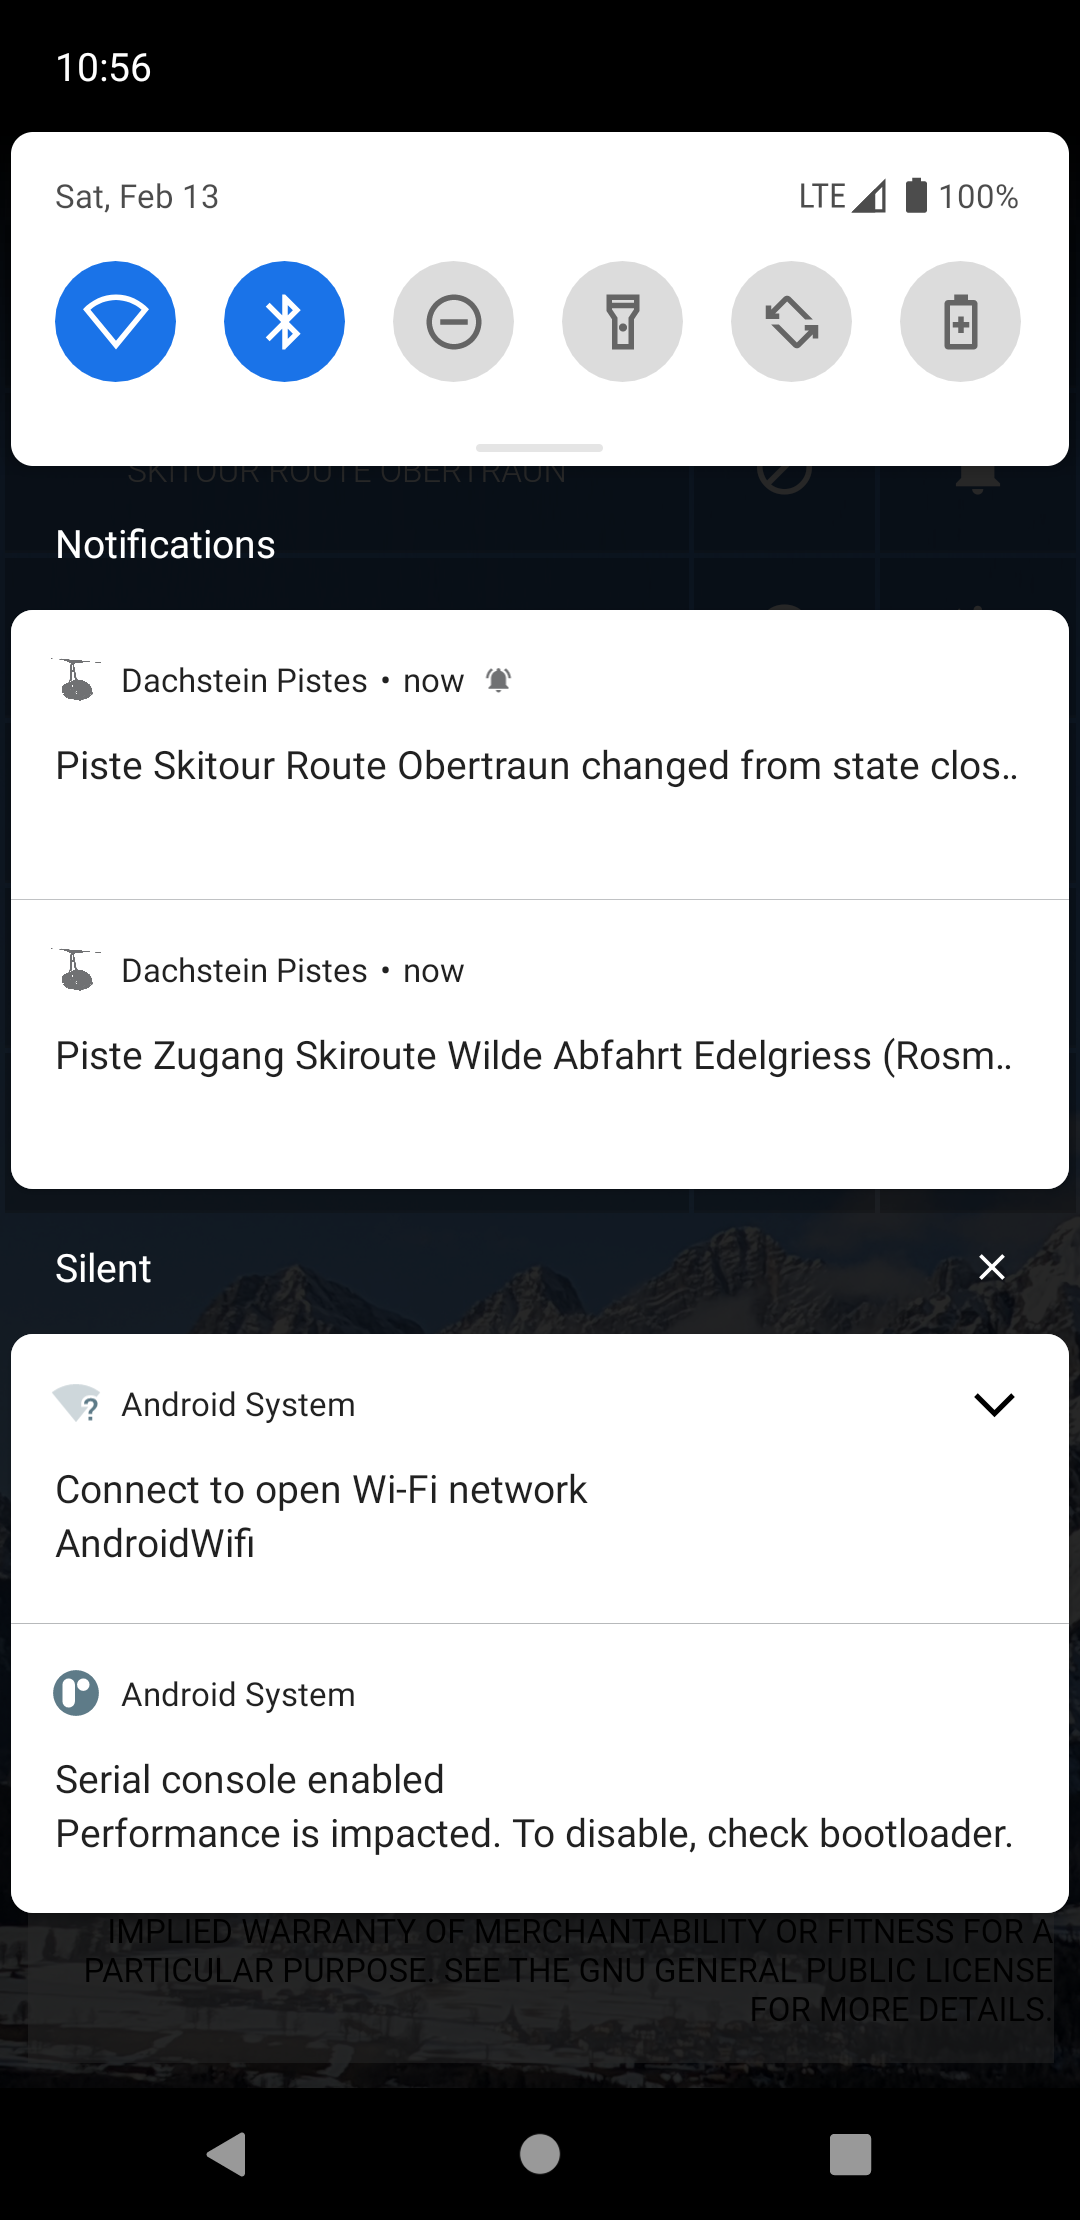 10:56
Sat, Feb 13
LTE 100%
SKITOUR ROUTE OBERTRAUN
Notifications
Dachstein Pistes • now
Piste Skitour Route Obertraun changed from state clos..
Dachstein Pistes • now
Piste Zugang Skiroute Wilde Abfahrt Edelgriess (Rosm..
Silent
Android System
Connect to open Wi-Fi network
AndroidWifi
Android System
Serial console enabled
Performance is impacted. To disable, check bootloader.
IMPLIED WARRANTY OF MERCHANTABILITY OR FITNESS FOR A
PARTICULAR PURPOSE. SEE THE GNU GENERAL PUBLIC LICENSE
FOR MORE DETAILS.